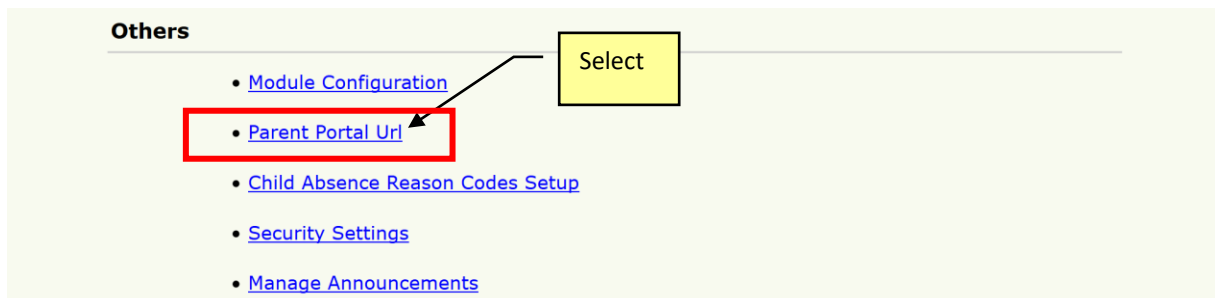 Others
Select
Module Configuration
Parent Portal Url
Child Absence Reason Codes Setup
Security Settings
Manage Announcements